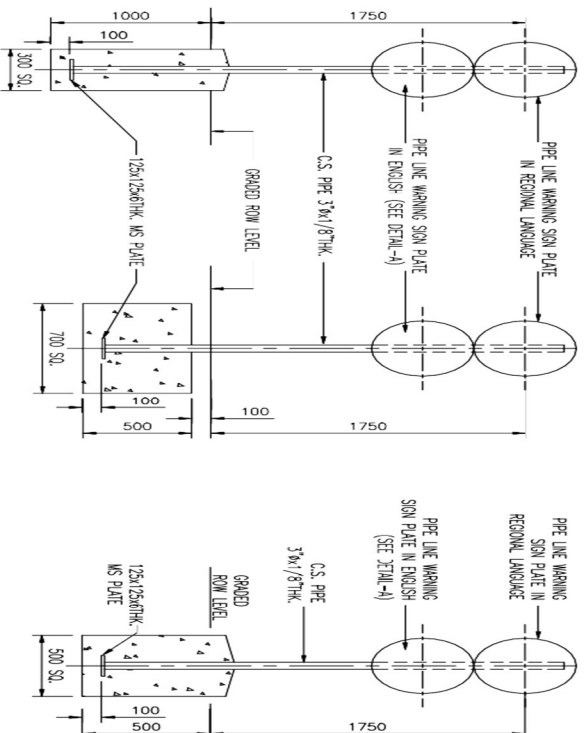 1750
1000
100
300 SQ.
PIPE LINE WARNING SIGN PLATE
IN REGIONAL LANGUAGE
PIPE LINE WARNING SIGN PLATE
IN ENGLISH (SEE DETAIL-A)
C.S. PIPE 3"øx1/8"THK.
GRADED ROW LEVEL
125x125x6THK. MS PLATE
1750
100
500
100
700 SQ.
PIPE LINE WARNING
SIGN PLATE IN
REGIONAL LANGUAGE
PIPE LINE WARNING
SIGN PLATE IN ENGLISH
(SEE DETAIL-A)
C.S. PIPE
3"øx1/8"THK.
GRADED
ROW LEVEL
125x125x6THK.
MS PLATE
1750
500
100
500 SQ.